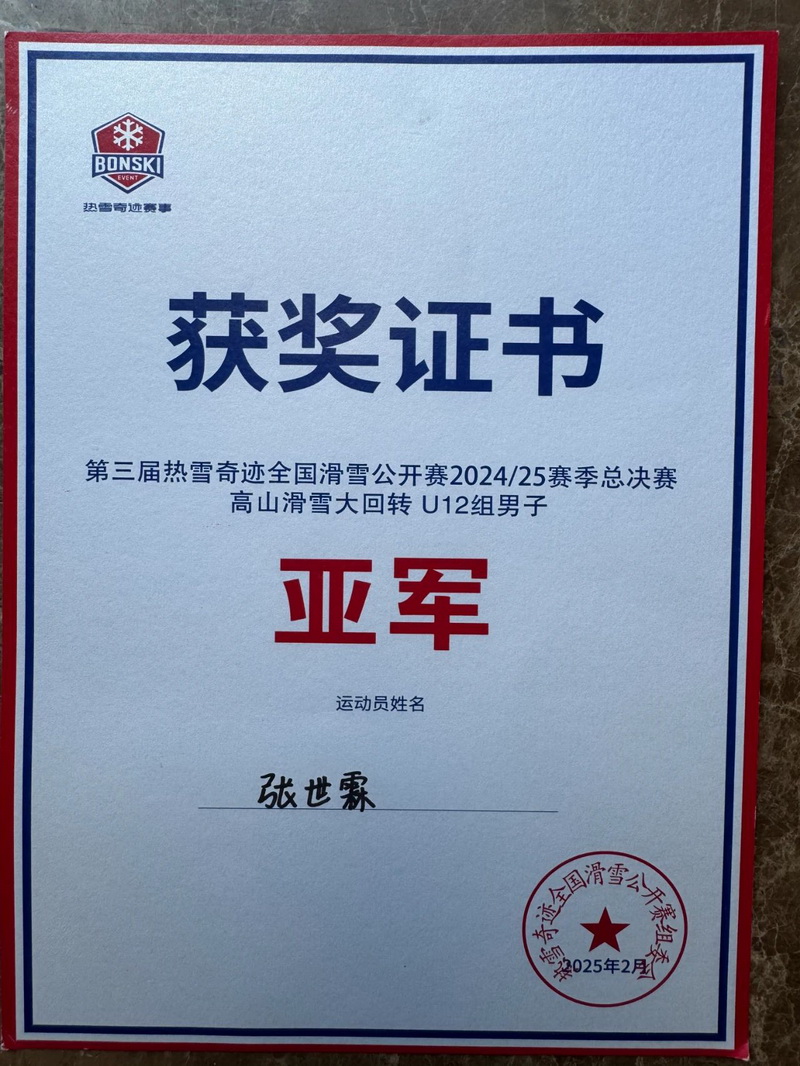 BONSKI
EVENT
热雪奇迹赛事
获奖证书
第三届热雪奇迹全国滑雪公开赛2024/25赛季总决赛
高山滑雪大回转 U12组男子
亚军
运动员姓名
张世霖
热雪奇迹全国滑雪公开赛组委会
2025年2月